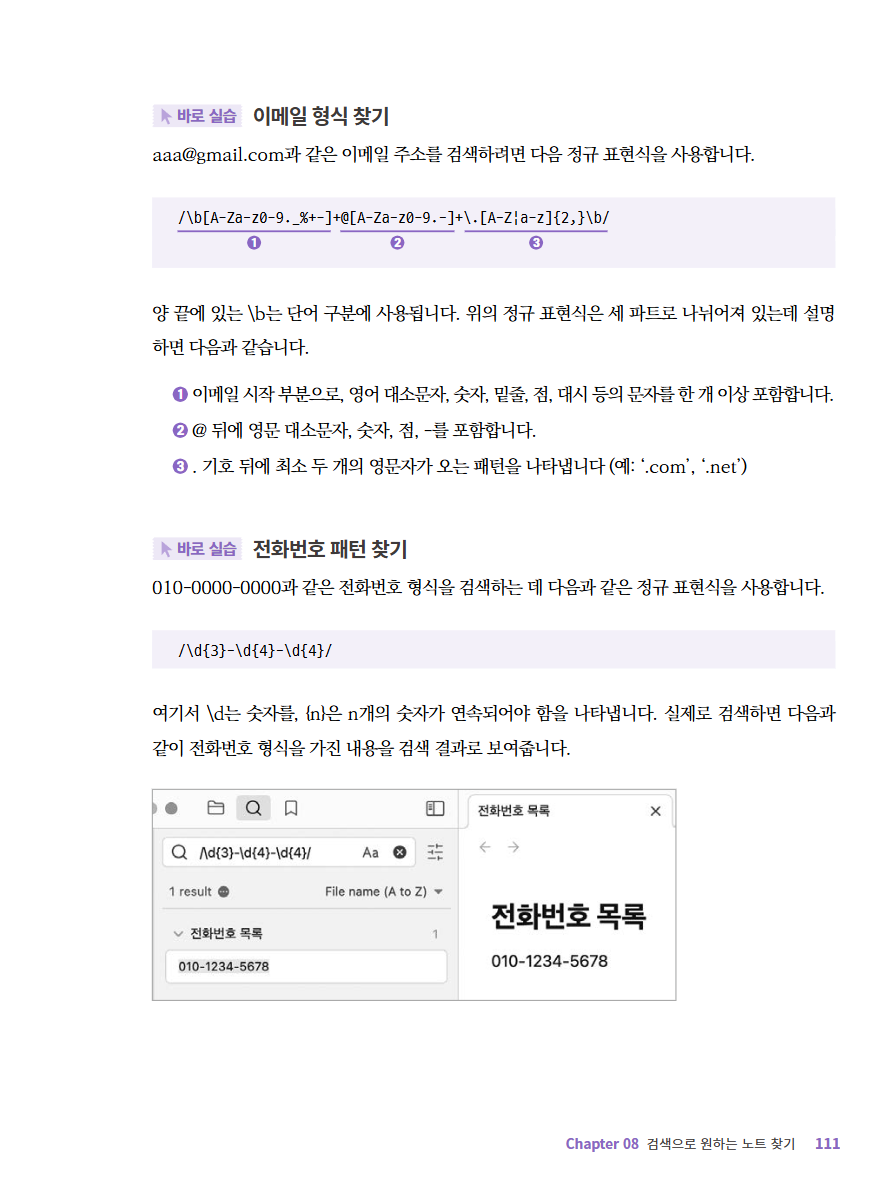 바로 실습 이메일 형식 찾기
aaa@gmail.com과 같은 이메일 주소를 검색하려면 다음 정규 표현식을 사용합니다.
/\b[A-Za-z0-9._%+-]+@[A-Za-z0-9.-]+\.[A-Z¦a-z]{2,}\b/
❶ ❷ ❸
양 끝에 있는 \b는 단어 구분에 사용됩니다. 위의 정규 표현식은 세 파트로 나뉘어져 있는데 설명
하면 다음과 같습니다.
❶ 이메일 시작 부분으로, 영어 대소문자, 숫자, 밑줄, 점, 대시 등의 문자를 한 개 이상 포함합니다.
❷ @ 뒤에 영문 대소문자, 숫자, 점, -를 포함합니다.
❸ . 기호 뒤에 최소 두 개의 영문자가 오는 패턴을 나타냅니다 (예: ‘.com’, ‘.net’)
바로 실습 전화번호 패턴 찾기
010-0000-0000과 같은 전화번호 형식을 검색하는 데 다음과 같은 정규 표현식을 사용합니다.
/\d{3}-\d{4}-\d{4}/
여기서 \d는 숫자를, {n}은 n개의 숫자가 연속되어야 함을 나타냅니다. 실제로 검색하면 다음과
같이 전화번호 형식을 가진 내용을 검색 결과로 보여줍니다.
/\d{3}-\d{4}-\d{4}/ Aa
1 result File name (A to Z)
전화번호 목록 1
010-1234-5678
전화번호 목록
전화번호 목록
010-1234-5678
Chapter 08 검색으로 원하는 노트 찾기 111